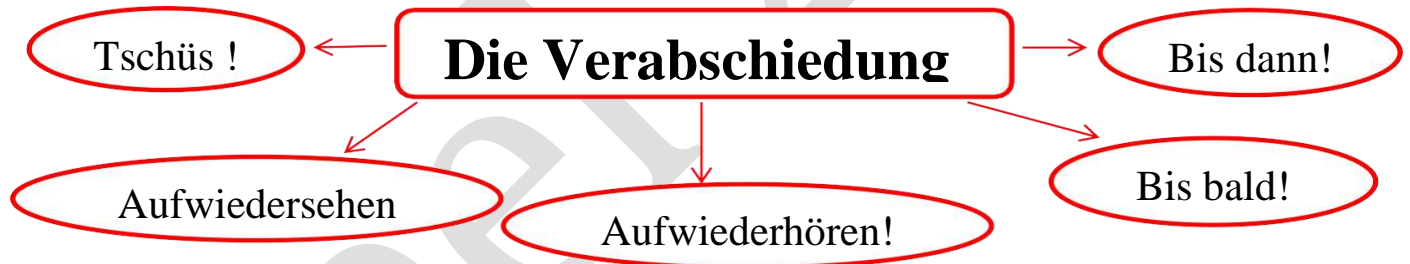 Tschüs !
Die Verabschiedung
Bis dann!
Aufwiedersehen
Aufwiederhören!
Bis bald!